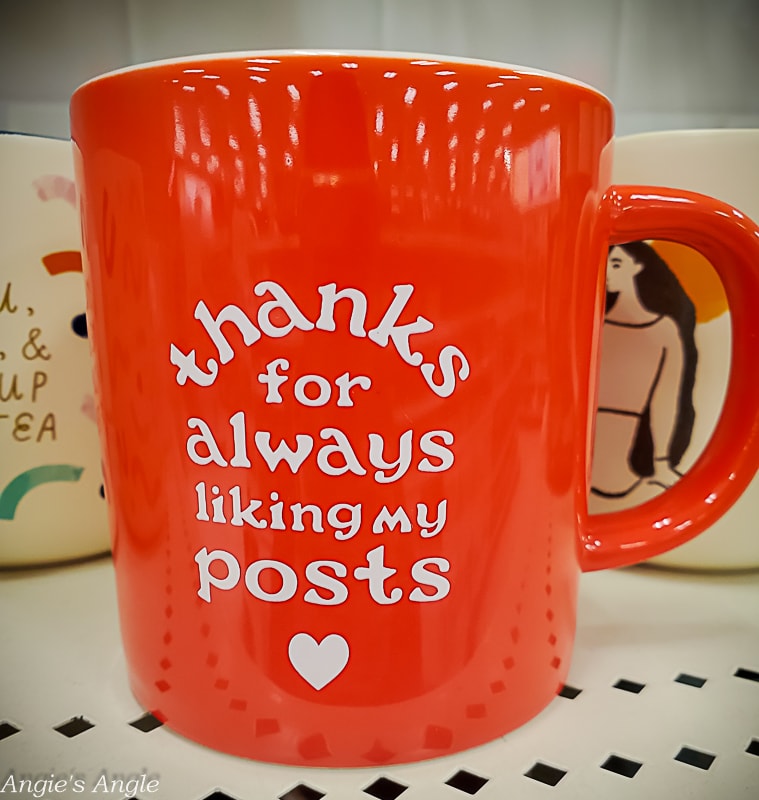 thanks
for
always
liking my
posts
&
UP
TEA
Angie's Angle